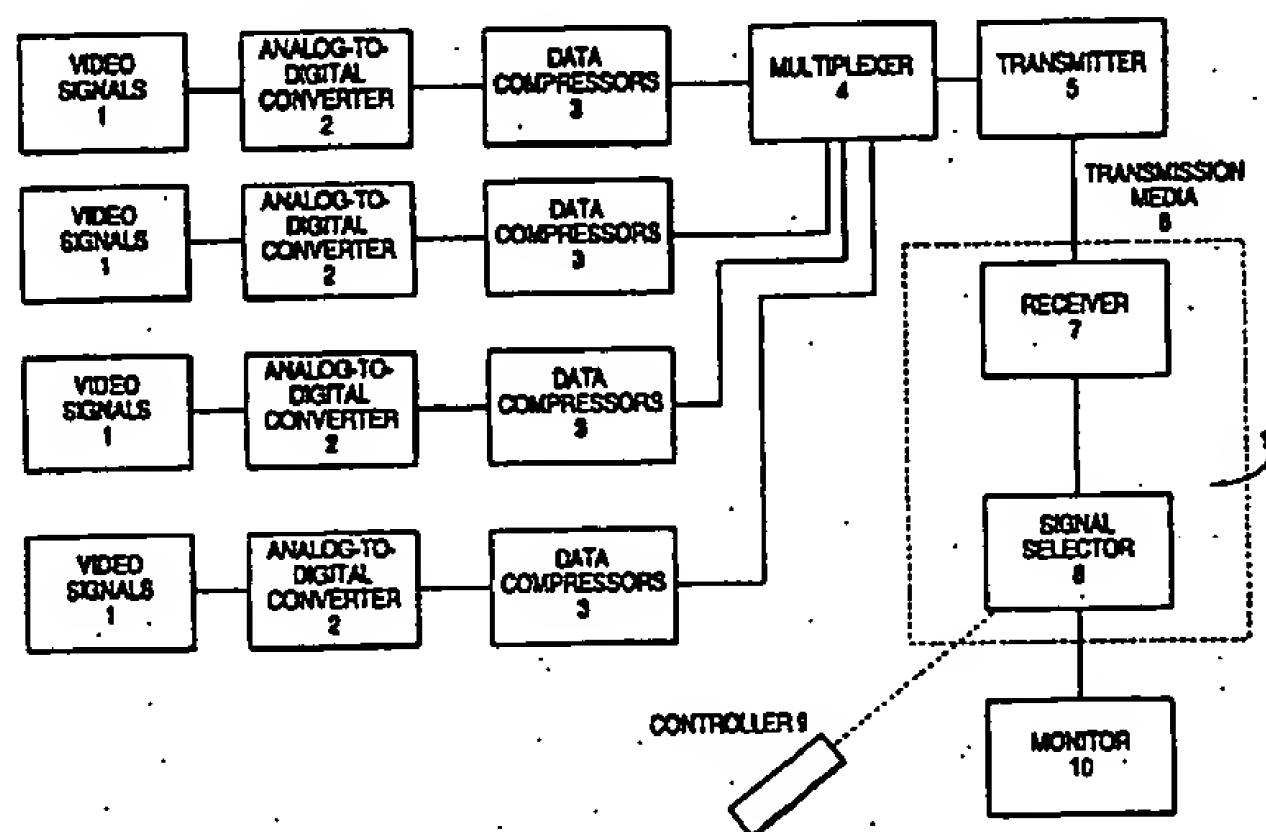 VIDEO
SIGNALS
1
ANALOG-TO-
DIGITAL
CONVERTER
2
DATA
COMPRESSORS
3
MULTIPLEXER
4
TRANSMITTER
5
TRANSMISSION
MEDIA
6
VIDEO
SIGNALS
1
ANALOG-TO-
DIGITAL
CONVERTER
2
DATA
COMPRESSORS
3
RECEIVER
7
VIDEO
SIGNALS
1
ANALOG-TO-
DIGITAL
CONVERTER
2
DATA
COMPRESSORS
3
SIGNAL
SELECTOR
8
VIDEO
SIGNALS
1
ANALOG-TO-
DIGITAL
CONVERTER
2
DATA
COMPRESSORS
3
CONTROLLER 9
MONITOR
10